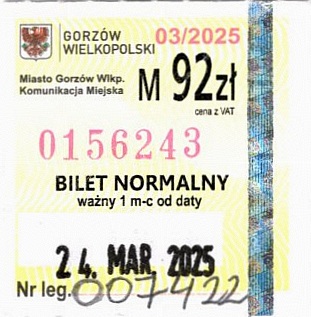 GORZÓW
WIELKOPOLSKI
03/2025
Miasto Gorzów Wlkp.
Komunikacja Miejska
M 92zł
cena z VAT
0156243
BILET NORMALNY
ważny 1 m-c od daty
24. MAR. 2025
Nr leg. 007422